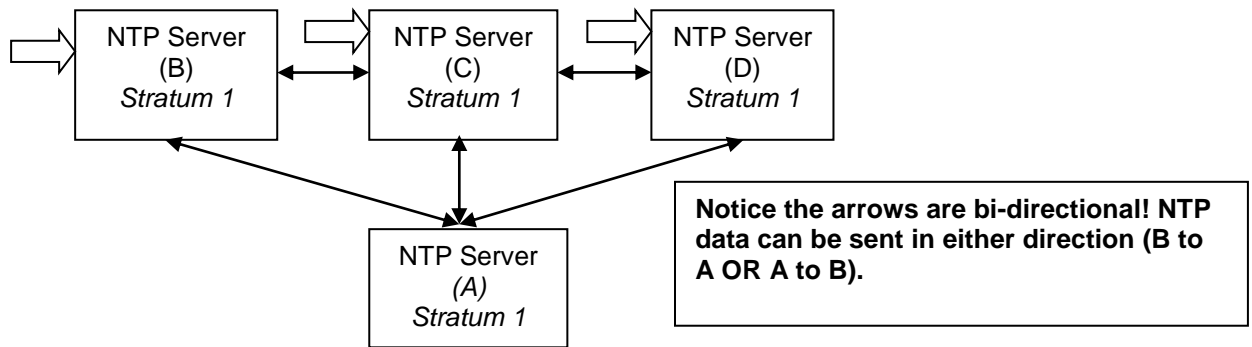 NTP Server
(B)
Stratum 1
NTP Server
(C)
Stratum 1
NTP Server
(D)
Stratum 1
NTP Server
(A)
Stratum 1
Notice the arrows are bi-directional! NTP
data can be sent in either direction (B to
A OR A to B).